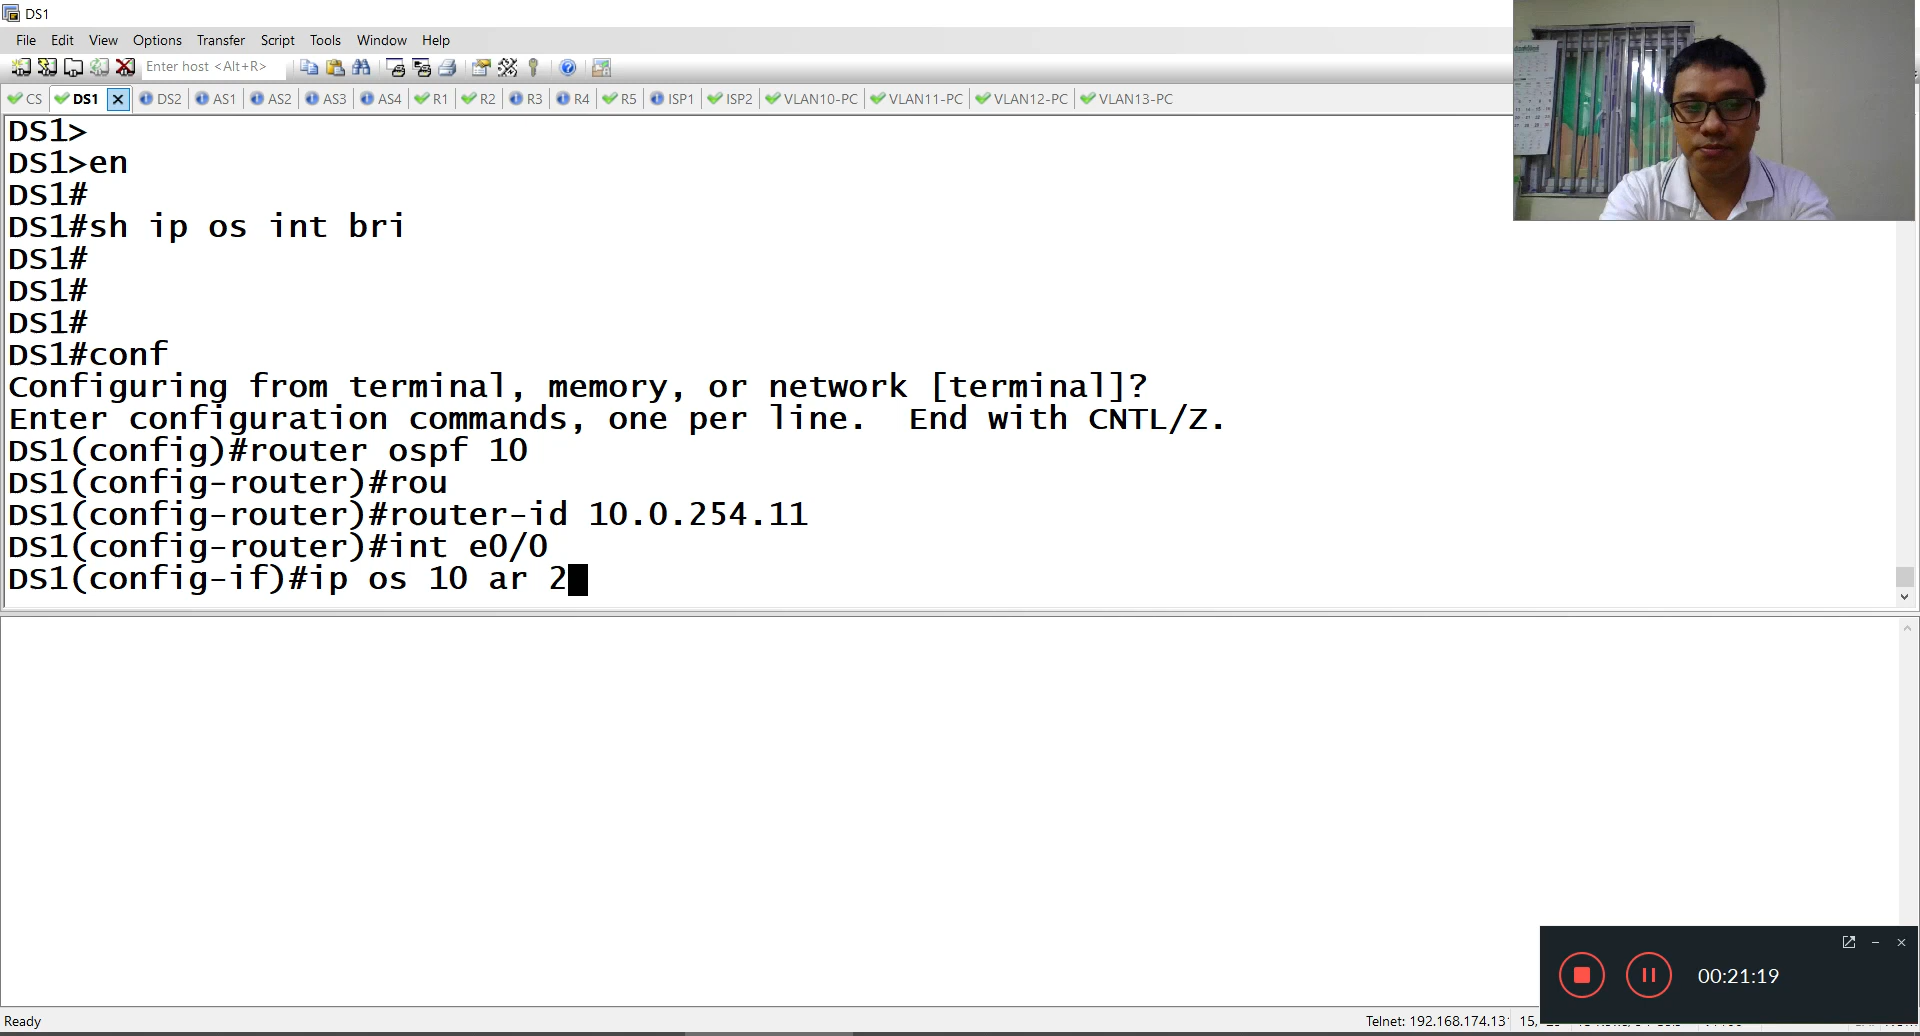 DS1
File Edit View Options Transfer Script Tools Window Help
Enter host <Alt+R>
CS DS1 DS2 AS1 AS2 AS3 AS4 R1 R2 R3 R4 R5 ISP1 ISP2 VLAN10-PC VLAN11-PC VLAN12-PC VLAN13-PC
DS1>
DS1>en
DS1#
DS1#sh ip os int bri
DS1#
DS1#
DS1#
DS1#conf
Configuring from terminal, memory, or network [terminal]?
Enter configuration commands, one per line.  End with CNTL/Z.
DS1(config)#router ospf 10
DS1(config-router)#rou
DS1(config-router)#router-id 10.0.254.11
DS1(config-router)#int e0/0
DS1(config-if)#ip os 10 ar 2
00:21:19
Ready
Telnet: 192.168.174.13 15,